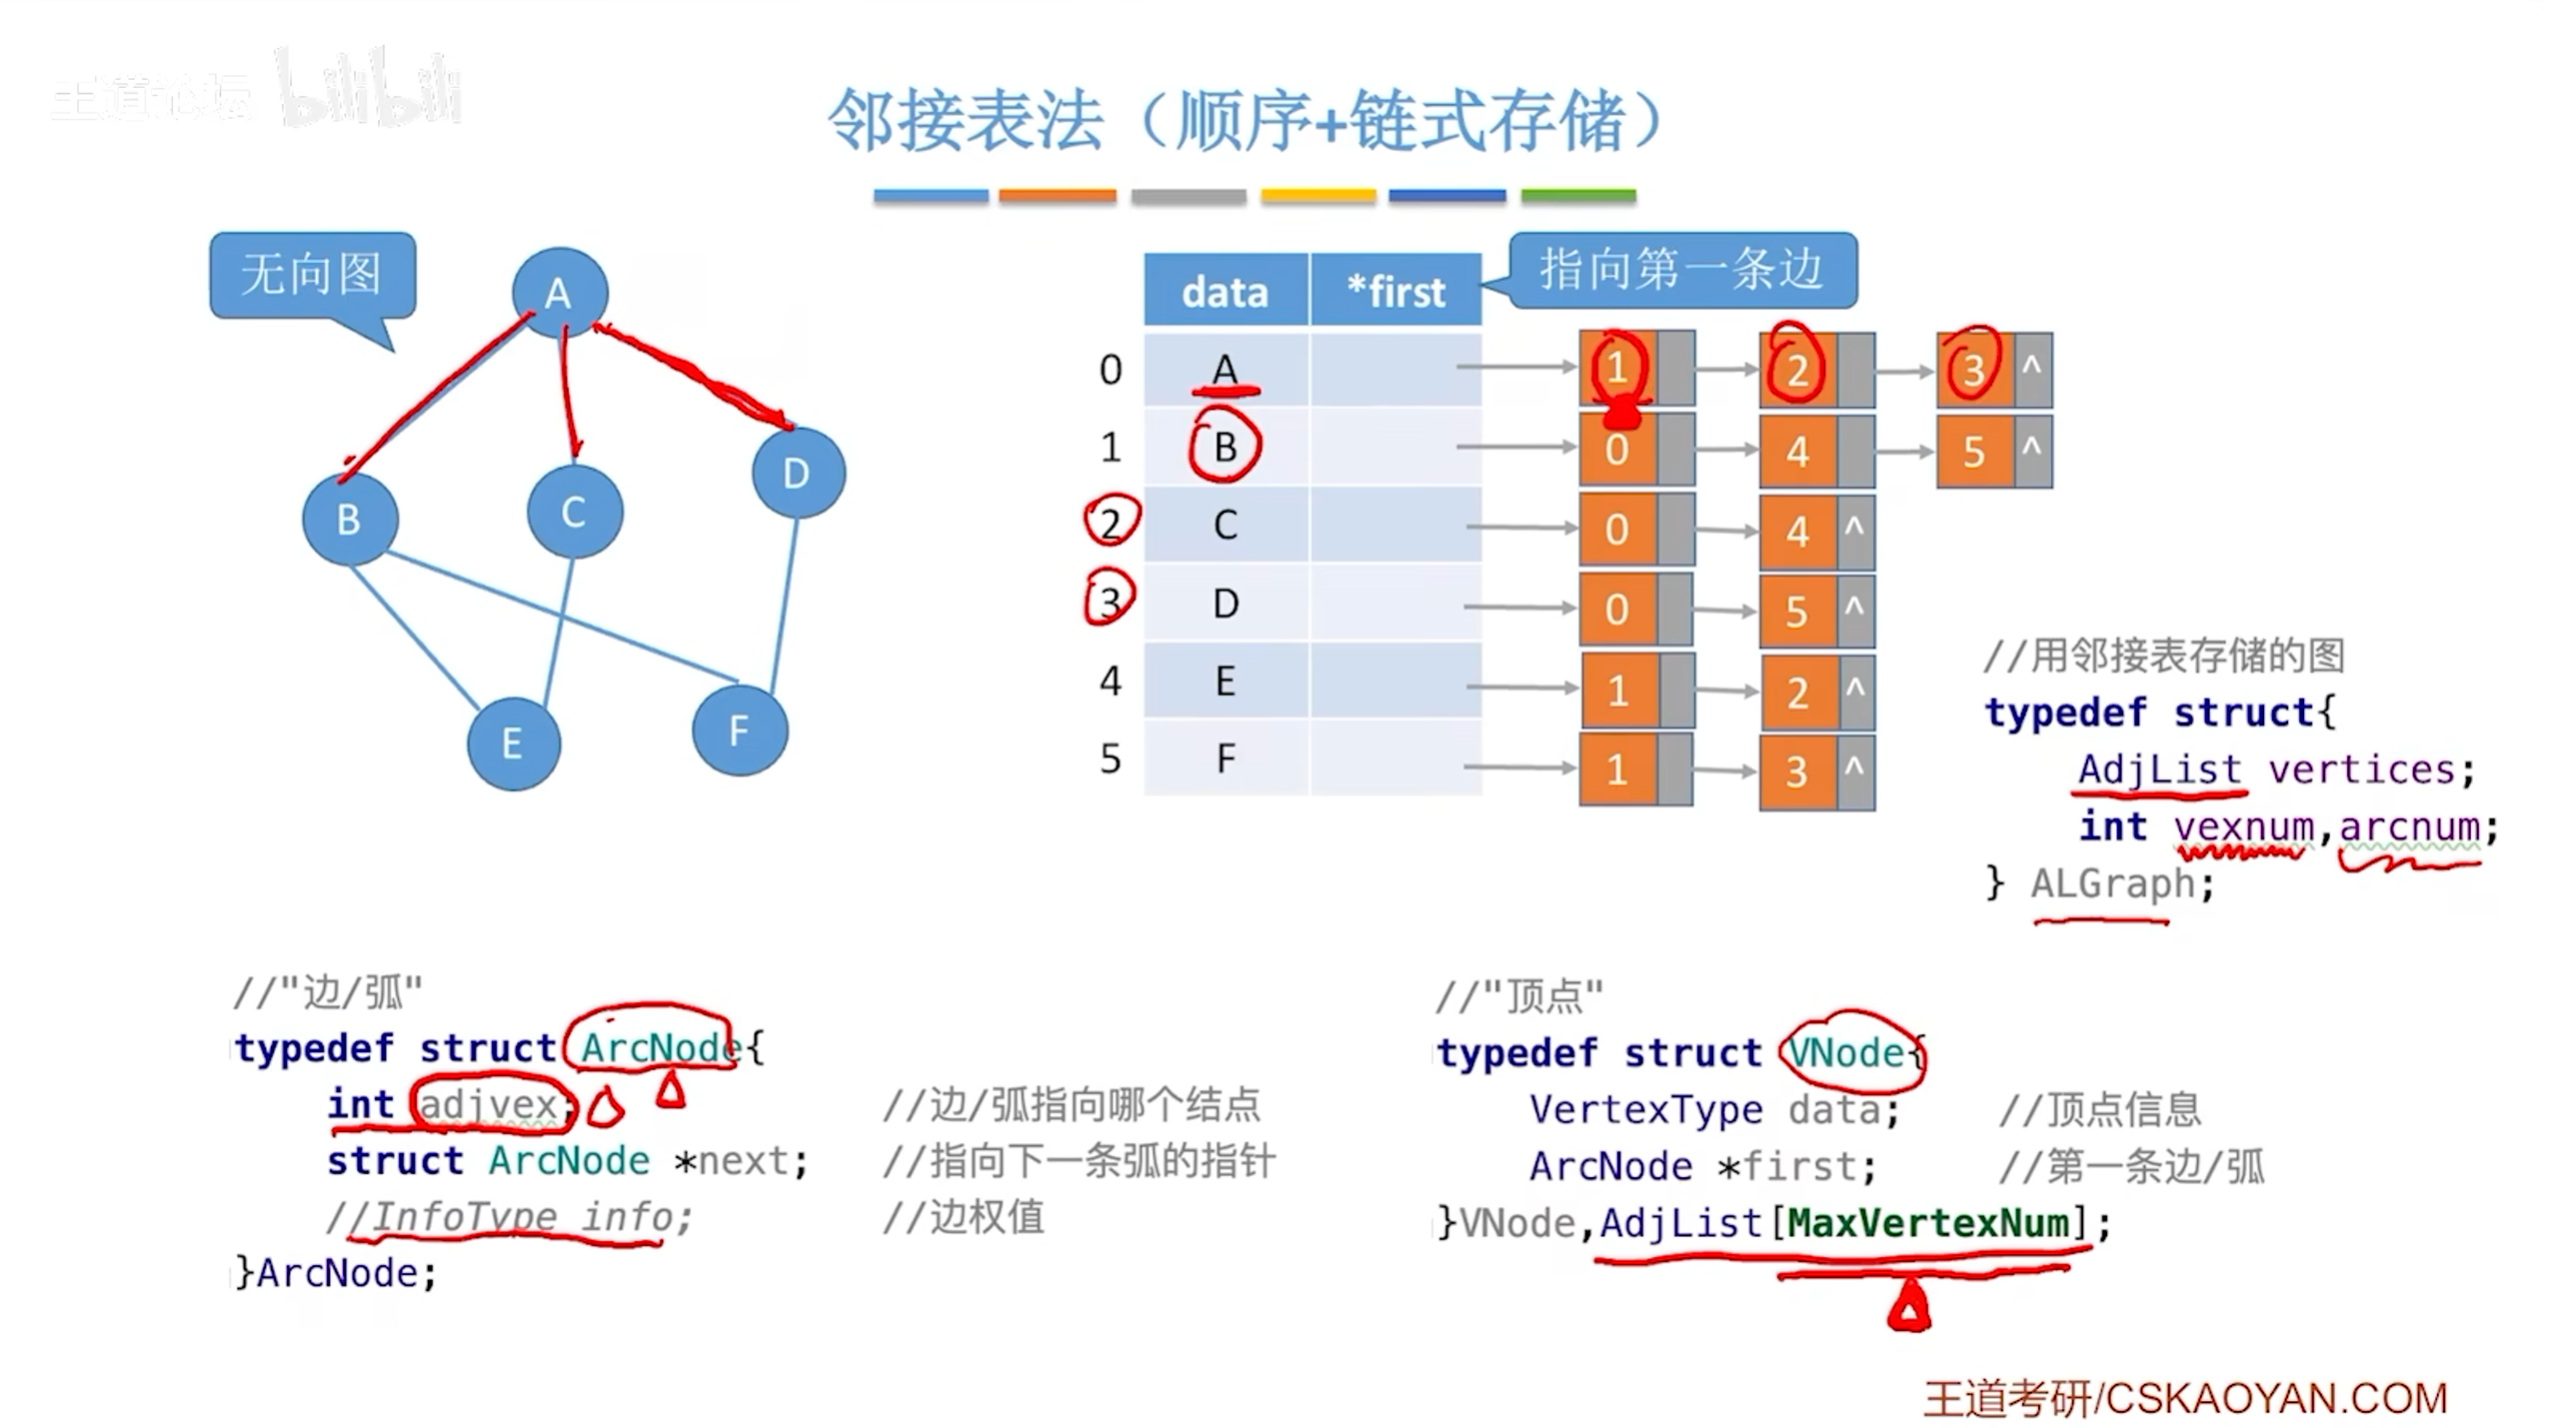 王道论坛 bilibili
邻接表法（顺序+链式存储）
无向图
A
B
C
D
E
F
指向第一条边
data *first
0 A 1 2 3 ^
1 B 0 4 5 ^
2 C 0 4 ^
3 D 0 5 ^
4 E 1 2 ^
5 F 1 3 ^
//用邻接表存储的图
typedef struct{
AdjList vertices;
int vexnum,arcnum;
} ALGraph;
//"边/弧"
typedef struct ArcNode{
int adjvex; //边/弧指向哪个结点
struct ArcNode *next; //指向下一条弧的指针
//InfoType info; //边权值
}ArcNode;
//"顶点"
typedef struct VNode{
VertexType data; //顶点信息
ArcNode *first; //第一条边/弧
}VNode,AdjList[MaxVertexNum];
王道考研/CSKAOYAN.COM